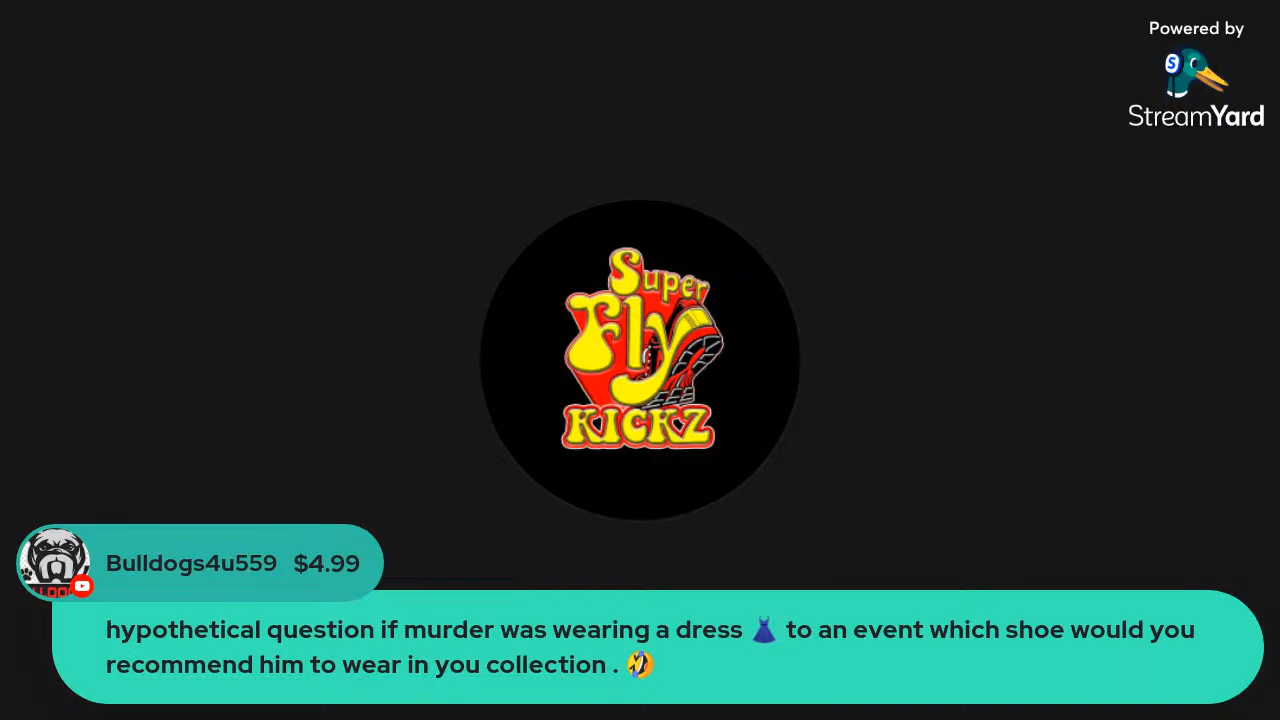 Powered by
S
StreamYard
Super
Fly
KICKZ
Bulldogs4u559 $4.99
hypothetical question if murder was wearing a dress 👗 to an event which shoe would you
recommend him to wear in you collection . 🤣